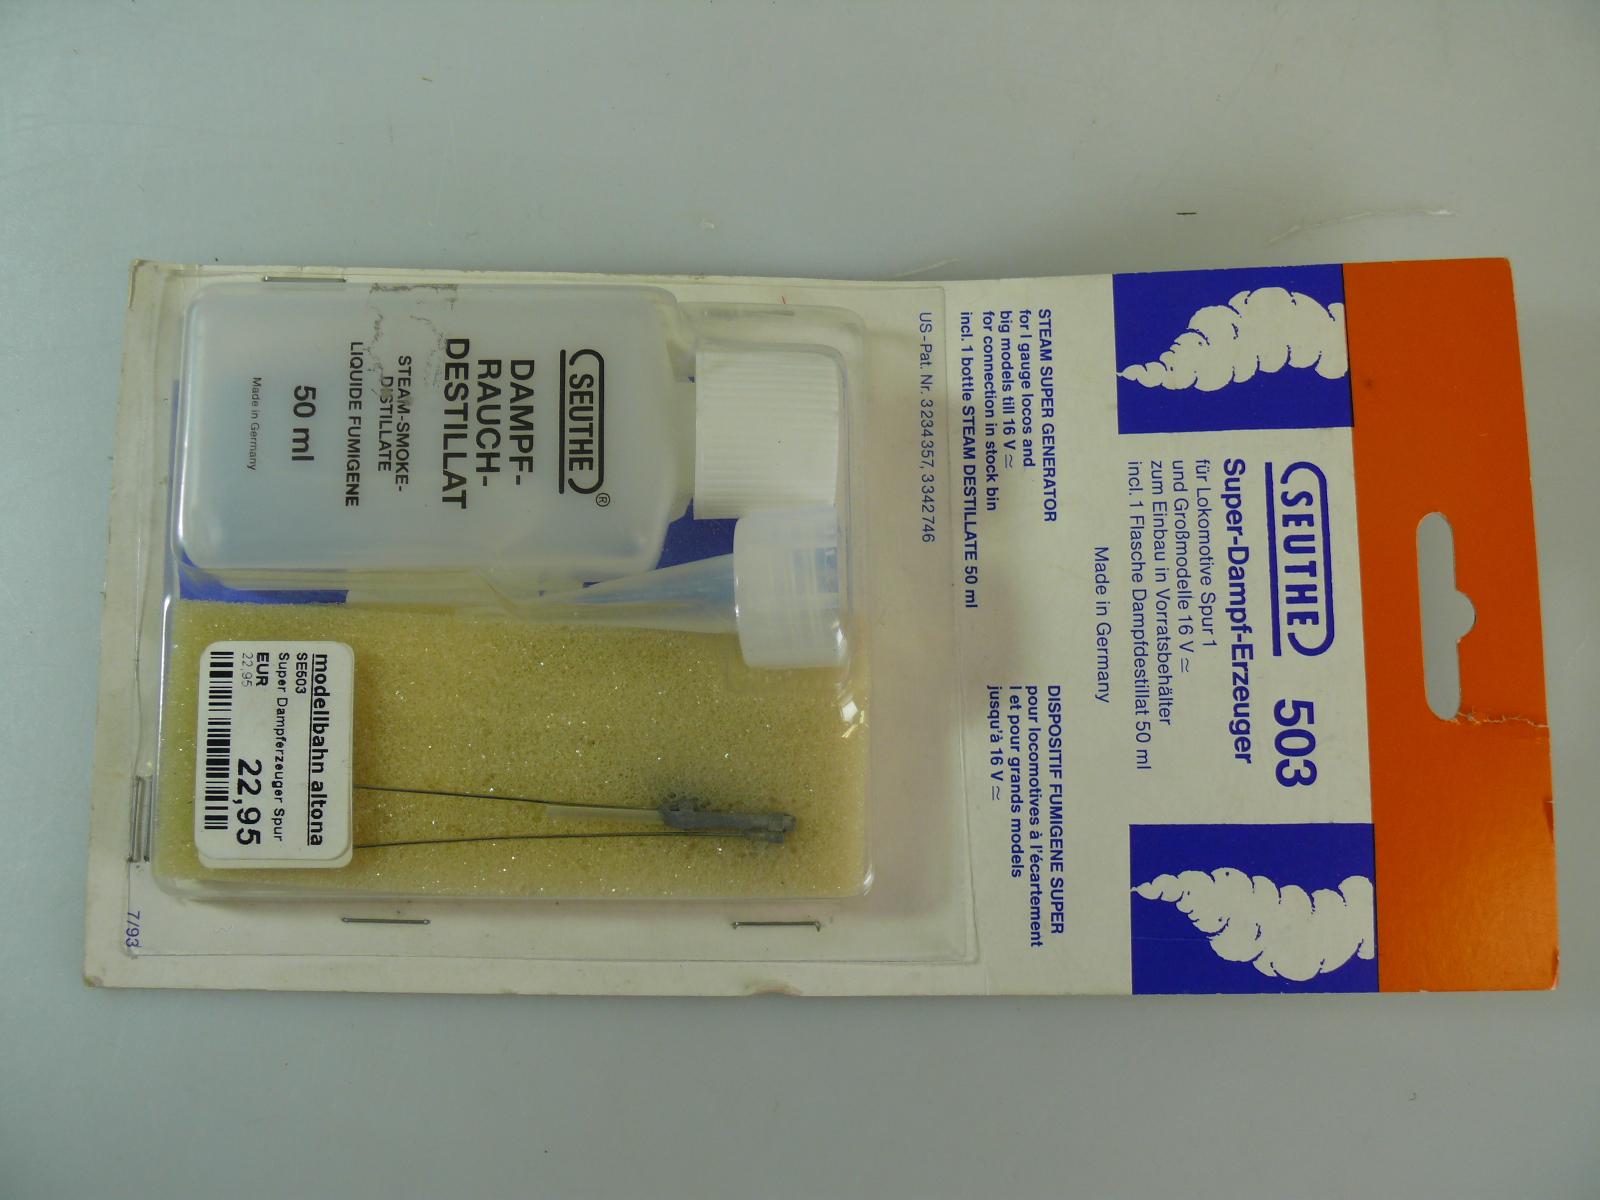 SEUTHE 503
Super-Dampf-Erzeuger
für Lokomotive Spur 1
und Großmodelle 16 V ≃
zum Einbau in Vorratsbehälter
incl. 1 Flasche Dampfdestillat 50 ml
Made in Germany
STEAM SUPER GENERATOR
for I gauge locos and
big models till 16 V ≃
for connection in stock bin
incl. 1 bottle STEAM DESTILLATE 50 ml
DISPOSITIF FUMIGENE SUPER
pour locomotives à l'écartement
I et pour grands models
jusqu'à 16 V ≃
US-Pat. Nr. 3234357, 3342746
SEUTHE®
DAMPF-
RAUCH-
DESTILLAT
STEAM-SMOKE-
DISTILLATE
LIQUIDE FUMIGENE
50 ml
Made in Germany
modellbahn altona
SE503
Super Dampferzeuger Spur
EUR 22,95
22,95
7/93